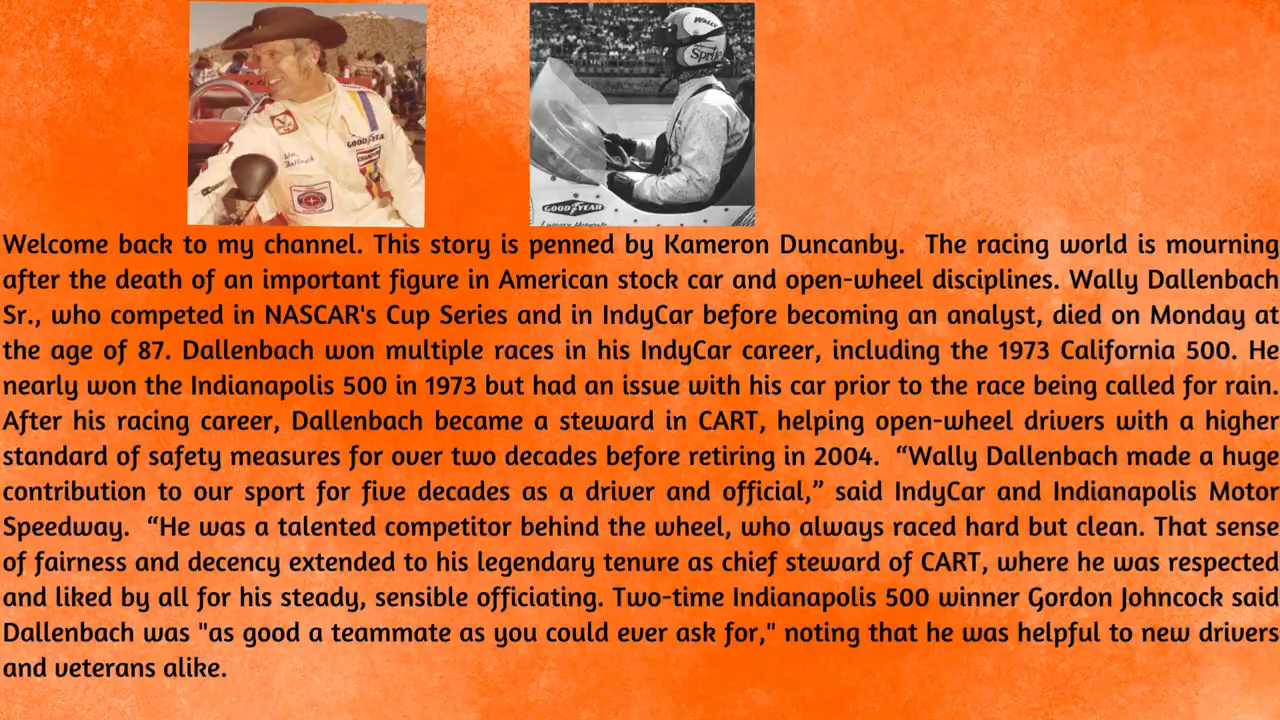 WALLY
Sprite
GOODYEAR
CHAMPION
Wally
Dallenbach
GOODYEAR
Welcome back to my channel. This story is penned by Kameron Duncanby.  The racing world is mourning
after the death of an important figure in American stock car and open-wheel disciplines. Wally Dallenbach
Sr., who competed in NASCAR's Cup Series and in IndyCar before becoming an analyst, died on Monday at
the age of 87. Dallenbach won multiple races in his IndyCar career, including the 1973 California 500. He
nearly won the Indianapolis 500 in 1973 but had an issue with his car prior to the race being called for rain.
After his racing career, Dallenbach became a steward in CART, helping open-wheel drivers with a higher
standard of safety measures for over two decades before retiring in 2004.  “Wally Dallenbach made a huge
contribution to our sport for five decades as a driver and official,” said IndyCar and Indianapolis Motor
Speedway.  “He was a talented competitor behind the wheel, who always raced hard but clean. That sense
of fairness and decency extended to his legendary tenure as chief steward of CART, where he was respected
and liked by all for his steady, sensible officiating. Two-time Indianapolis 500 winner Gordon Johncock said
Dallenbach was "as good a teammate as you could ever ask for," noting that he was helpful to new drivers
and veterans alike.